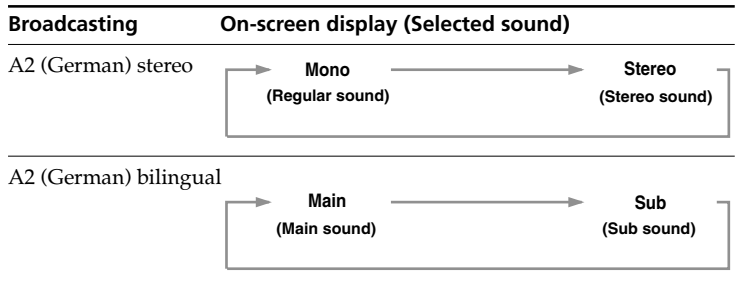 Broadcasting On-screen display (Selected sound)
A2 (German) stereo Mono Stereo
(Regular sound) (Stereo sound)
A2 (German) bilingual
Main Sub
(Main sound) (Sub sound)